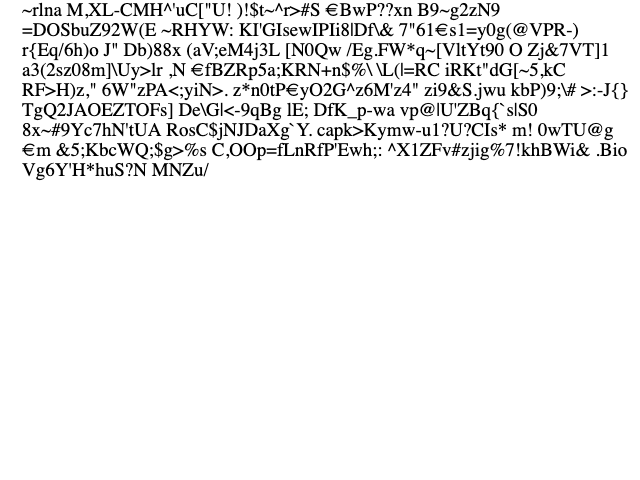 ~rlna M,XL-CMH^'uC["U! )!$t~^r>#S €BwP??xn B9~g2zN9
=DOSbuZ92W(E ~RHYW: KI'GIsewIPIi8|Df\& 7"61€s1=y0g(@VPR-)
r{Eq/6h)o J" Db)88x (aV;eM4j3L [N0Qw /Eg.FW*q~[VltYt90 O Zj&7VT]1
a3(2sz08m]\Uy>lr ,N €fBZRp5a;KRN+n$%\ \L(|=RC iRKt"dG[~5,kC
RF>H)z," 6W"zPA<;yiN>. z*n0tP€yO2G^z6M'z4" zi9&S.jwu kbP)9;\# >:-J{}
TgQ2JAOEZTOFs] De\G|<-9qBg lE; DfK_p-wa vp@|U'ZBq{`s|S0
8x~#9Yc7hN'tUA RosC$jNJDaXg`Y. capk>Kymw-u1?U?CIs* m! 0wTU@g
€m &5;KbcWQ;$g>%s C,OOp=fLnRfP'Ewh;: ^X1ZFv#zjig%7!khBWi& .Bio
Vg6Y'H*huS?N MNZu/